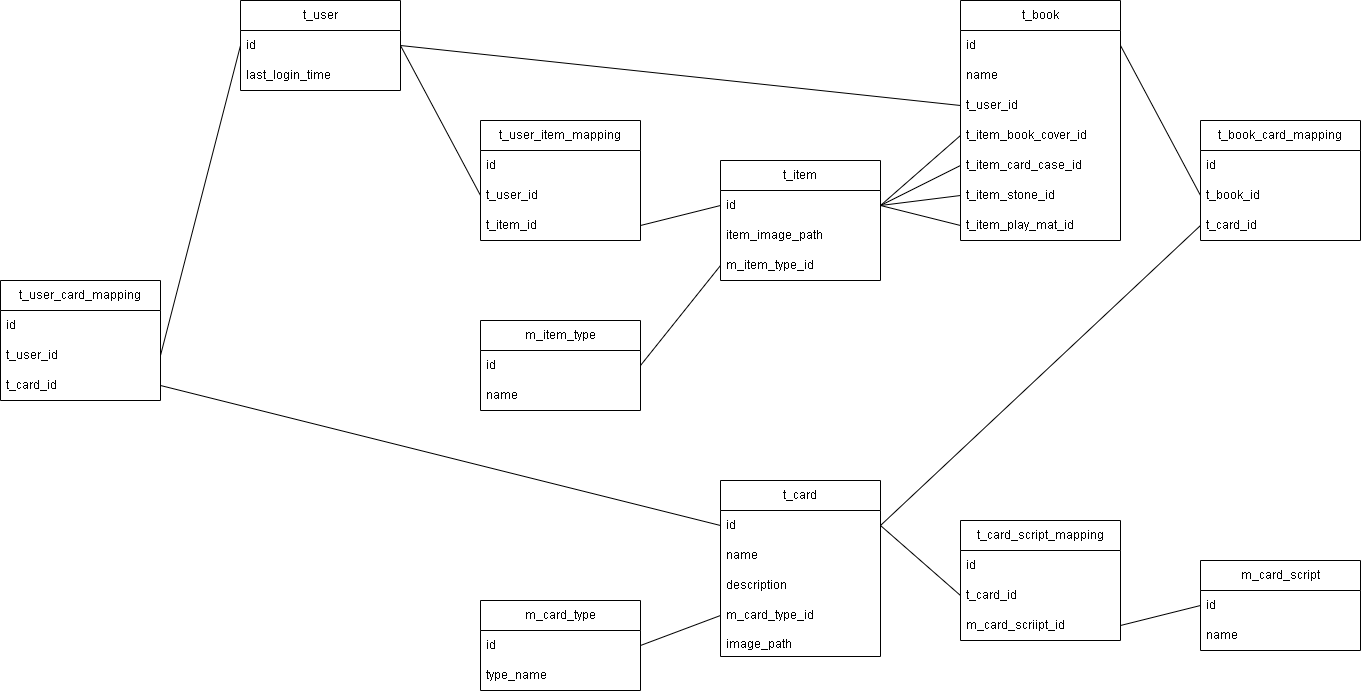 t_user
id
last_login_time
t_book
id
name
t_user_id
t_item_book_cover_id
t_item_card_case_id
t_item_stone_id
t_item_play_mat_id
t_user_item_mapping
id
t_user_id
t_item_id
t_book_card_mapping
id
t_book_id
t_card_id
t_item
id
item_image_path
m_item_type_id
t_user_card_mapping
id
t_user_id
t_card_id
m_item_type
id
name
t_card
id
name
description
m_card_type_id
image_path
t_card_script_mapping
id
t_card_id
m_card_scriipt_id
m_card_script
id
name
m_card_type
id
type_name